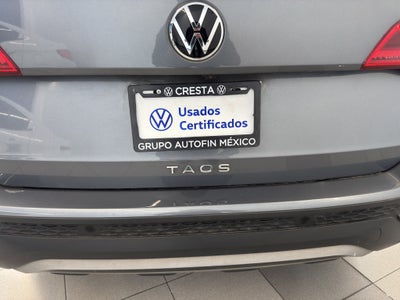 CRESTA
Usados
Certificados
GRUPO AUTOFIN MÉXICO
TAOS